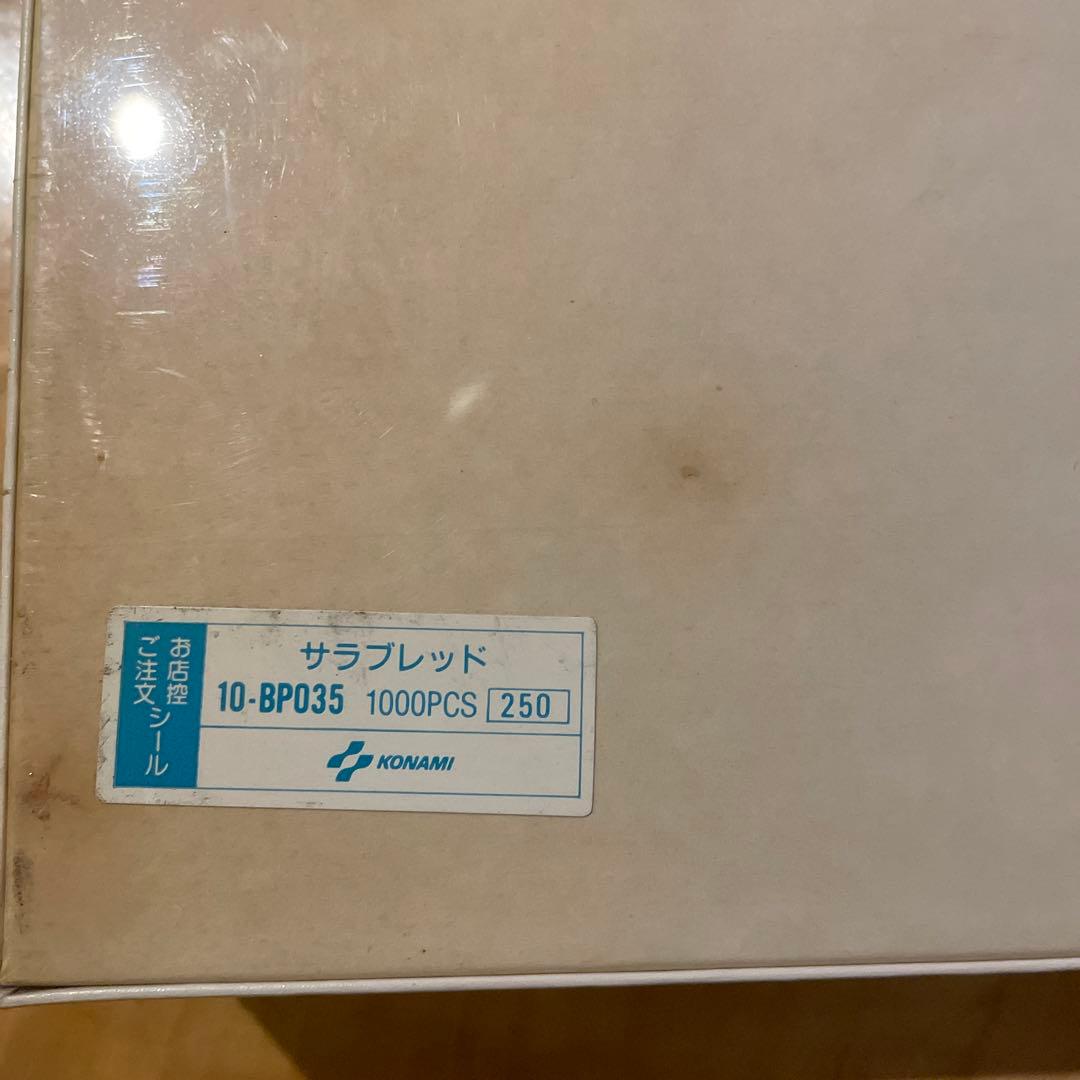 お店控
ご注文
シール
サラブレッド
10-BP035 1000PCS 250
KONAMI